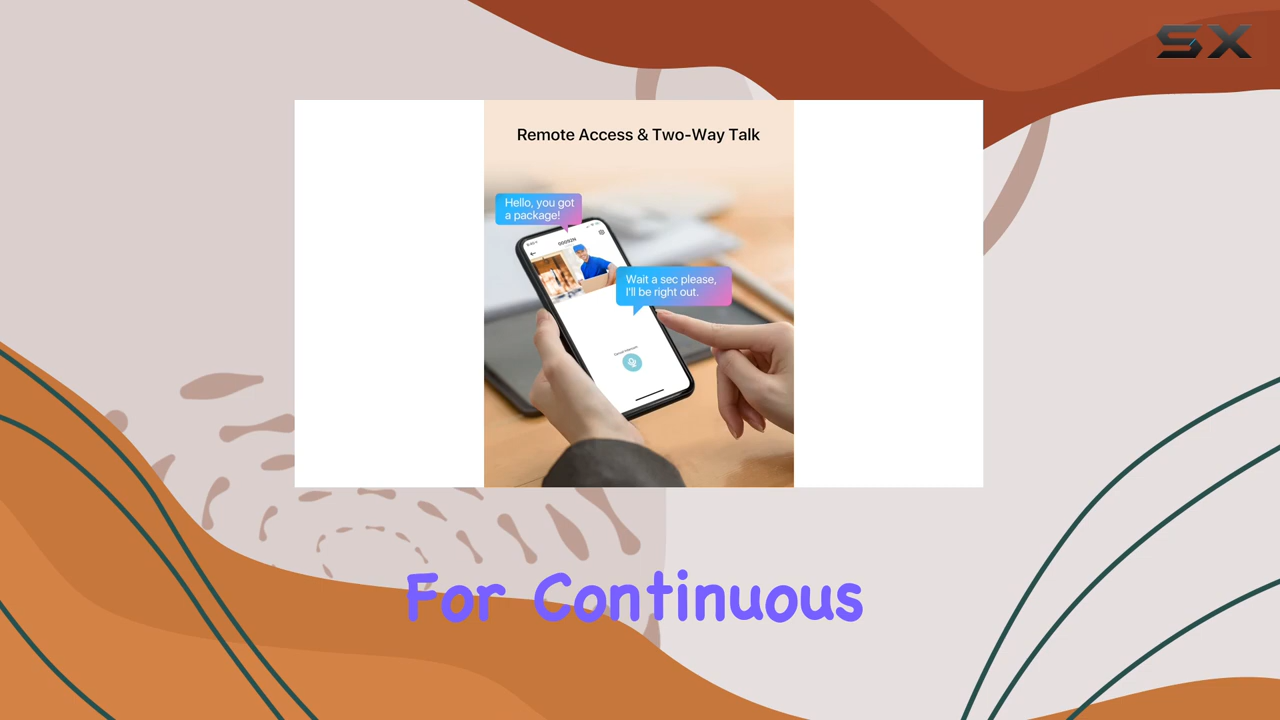 SX
Remote Access & Two-Way Talk
Hello, you got
a package!
Wait a sec please,
I'll be right out.
For Continuous